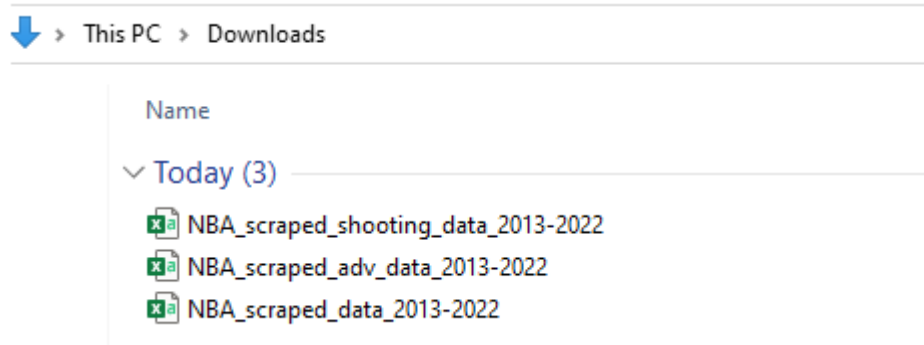 This PC > Downloads
Name
Today (3)
NBA_scraped_shooting_data_2013-2022
NBA_scraped_adv_data_2013-2022
NBA_scraped_data_2013-2022